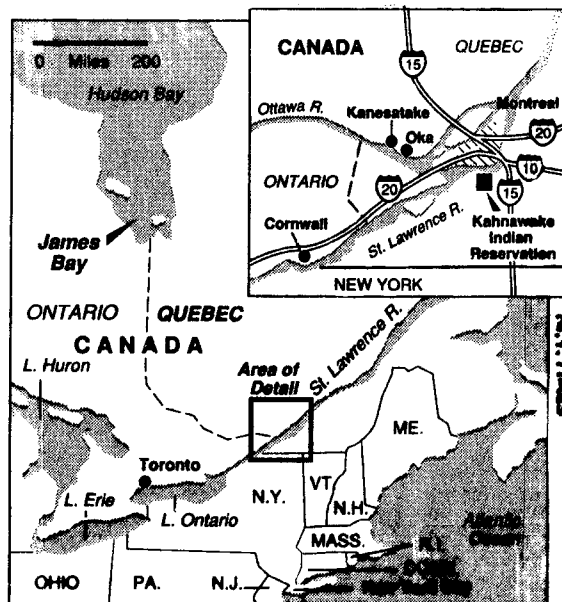 0 Miles 200
Hudson Bay
James
Bay
ONTARIO QUEBEC
CANADA
L. Huron
Area of
Detail
St. Lawrence R.
Toronto
L. Erie
L. Ontario
N.Y.
VT.
N.H.
ME.
MASS.
R.I.
OHIO
PA.
N.J.
Atlantic
Ocean
CANADA
QUEBEC
15
Ottawa R.
Kanesatake
Oka
Montreal
20
10
ONTARIO
20
15
Cornwall
St. Lawrence R.
Kahnawake
Indian
Reservation
NEW YORK